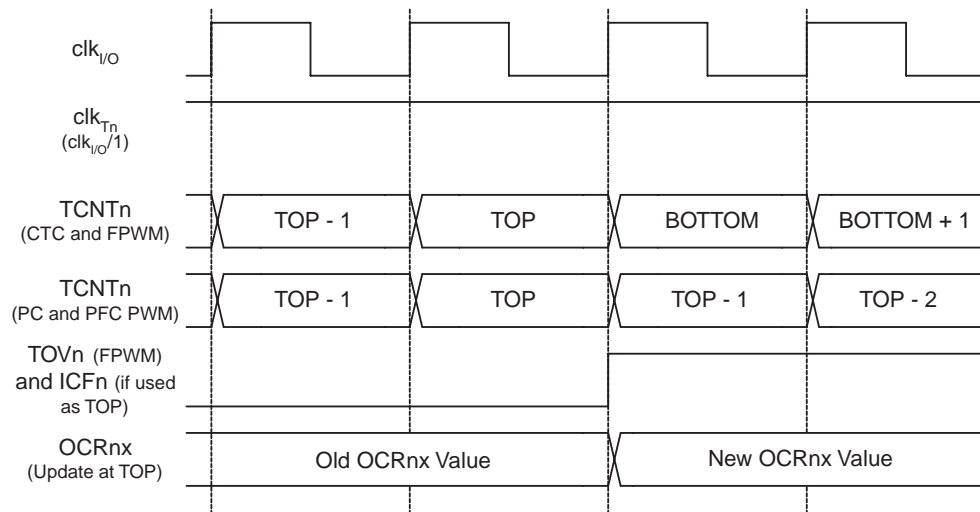 clkI/O
clkTn
(clkI/O/1)
TCNTn
(CTC and FPWM)
TOP - 1
TOP
BOTTOM
BOTTOM + 1
TCNTn
(PC and PFC PWM)
TOP - 1
TOP
TOP - 1
TOP - 2
TOVn (FPWM)
and ICFn (if used
as TOP)
OCRnx
(Update at TOP)
Old OCRnx Value
New OCRnx Value